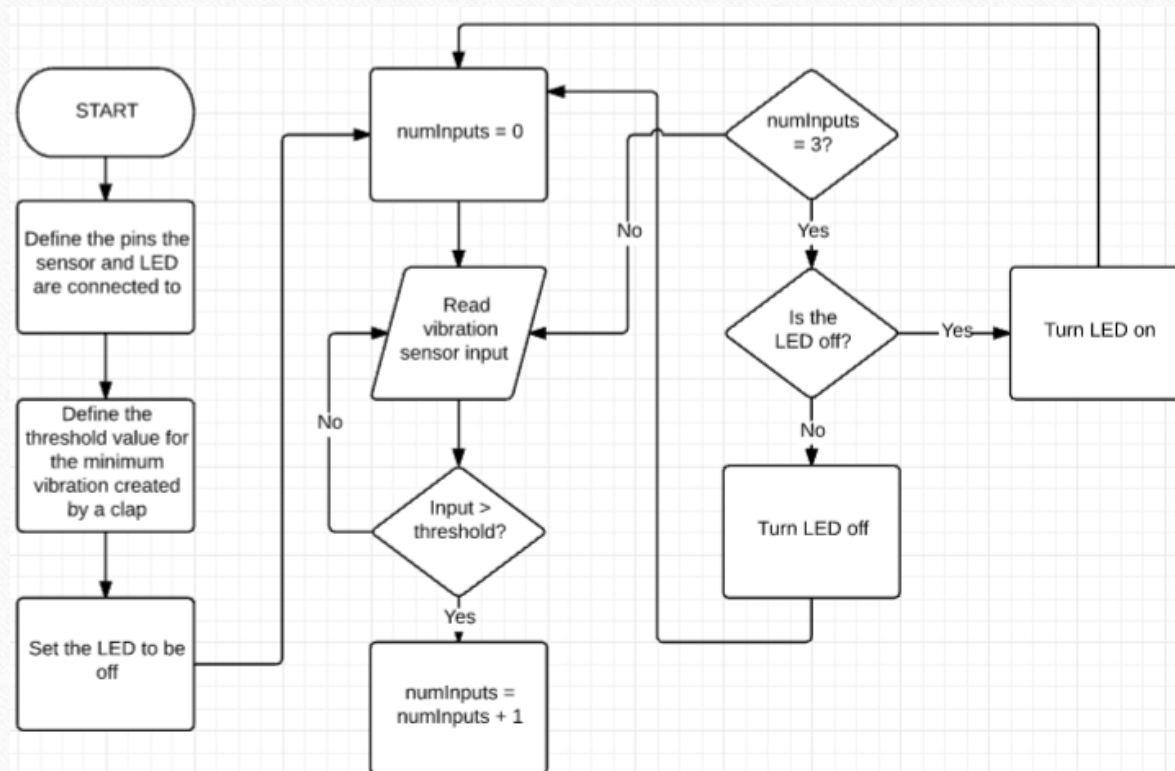 START
Define the pins the
sensor and LED
are connected to
Define the
threshold value for
the minimum
vibration created
by a clap
Set the LED to be
off
numInputs = 0
Read
vibration
sensor input
No
Input >
threshold?
Yes
numInputs =
numInputs + 1
numInputs
= 3?
No
Yes
Is the
LED off?
Yes
Turn LED on
No
Turn LED off